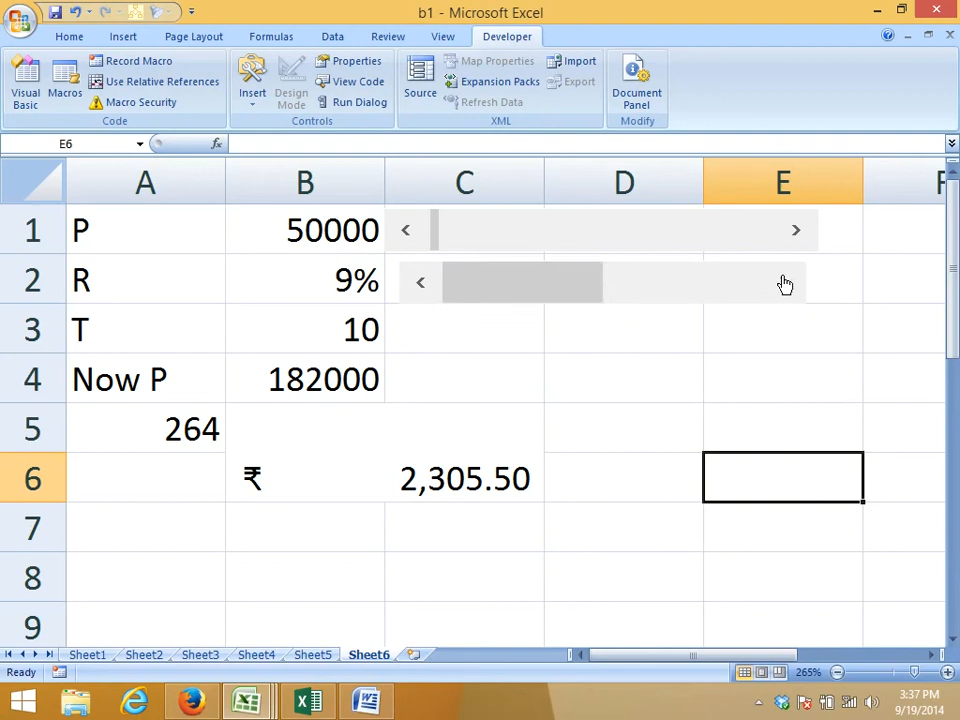 b1 - Microsoft Excel
Home Insert Page Layout Formulas Data Review View Developer
Visual Basic
Macros
Record Macro
Use Relative References
Macro Security
Code
Insert
Design Mode
Properties
View Code
Run Dialog
Controls
Source
Map Properties
Expansion Packs
Refresh Data
Import
Export
XML
Document Panel
Modify
E6 fx
A B C D E F
1 P 50000
2 R 9%
3 T 10
4 Now P 182000
5 264
6 ₹ 2,305.50
7
8
9
Sheet1 Sheet2 Sheet3 Sheet4 Sheet5 Sheet6
Ready 265%
3:37 PM
9/19/2014